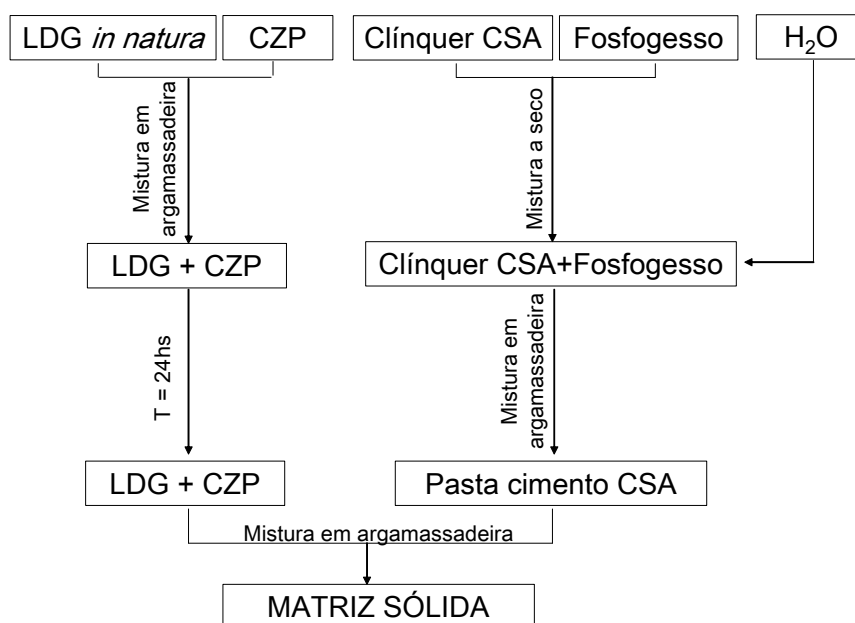 LDG in natura
CZP
Clínquer CSA
Fosfogesso
H₂O
Mistura em
argamassadeira
Mistura a seco
LDG + CZP
Clínquer CSA+Fosfogesso
T = 24hs
Mistura em
argamassadeira
LDG + CZP
Pasta cimento CSA
Mistura em argamassadeira
MATRIZ SÓLIDA